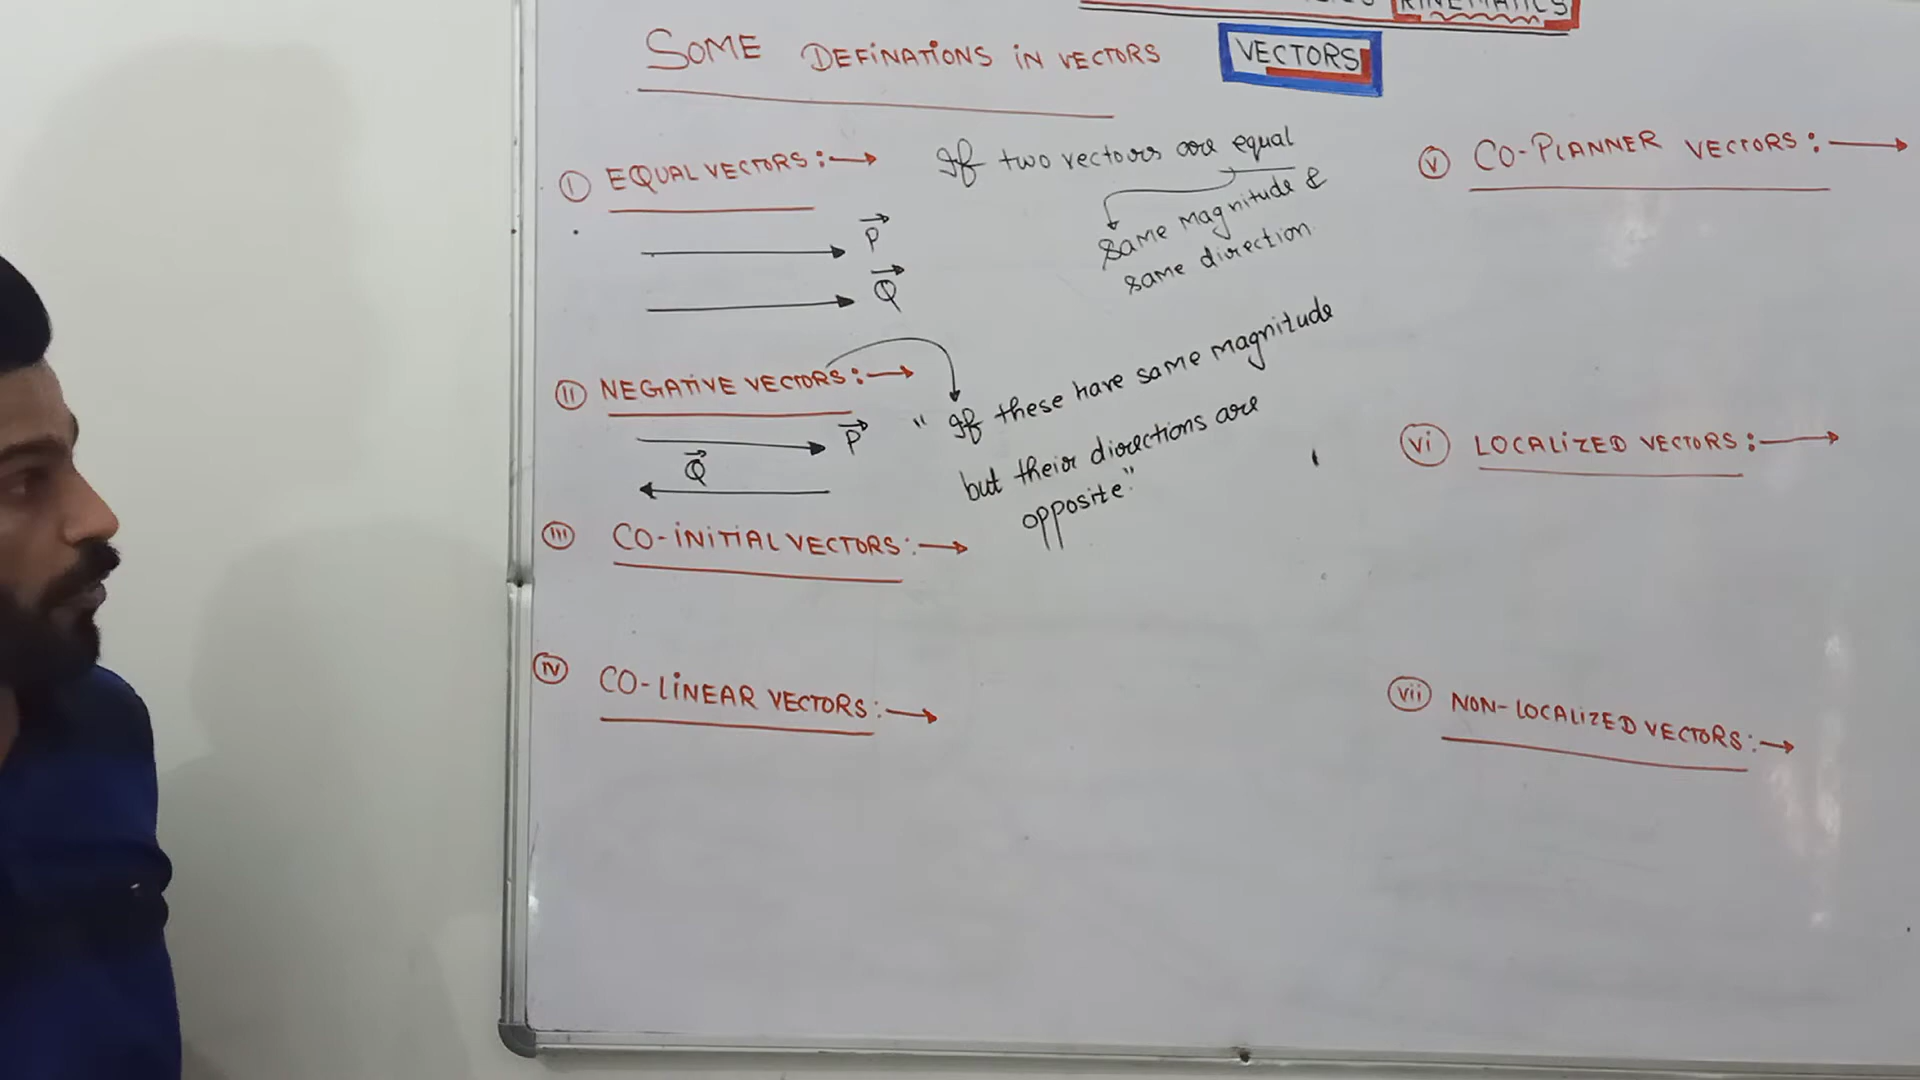 KINEMATICS
SOME DEFINATIONS IN VECTORS
VECTORS
I EQUAL VECTORS :→
If two vectors are equal
same magnitude &
same direction
P
Q
II NEGATIVE VECTORS :→
" If these have same magnitude
but their directions are
opposite."
P
Q
III CO-INITIAL VECTORS :→
IV CO-LINEAR VECTORS :→
V CO-PLANNER VECTORS :→
vi LOCALIZED VECTORS :→
vii NON-LOCALIZED VECTORS :→